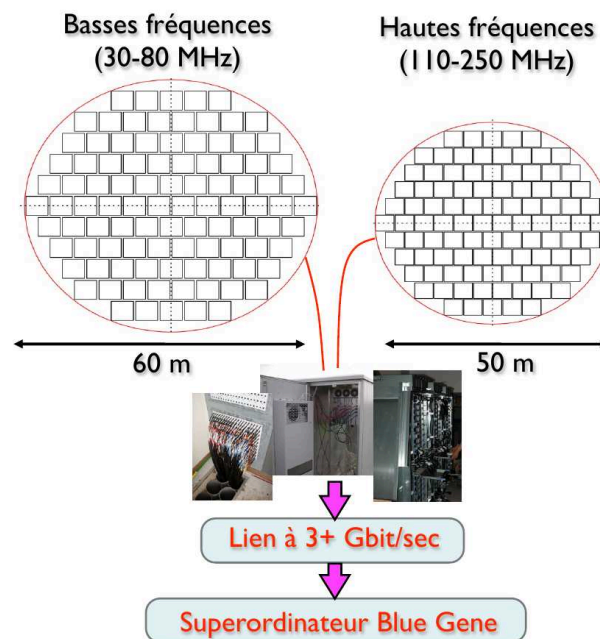 Basses fréquences
(30-80 MHz)
Hautes fréquences
(110-250 MHz)
60 m
50 m
Lien à 3+ Gbit/sec
Superordinateur Blue Gene